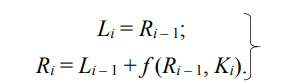 Lᵢ = Rᵢ₋₁;
Rᵢ = Lᵢ₋₁ + f(Rᵢ₋₁, Kᵢ).